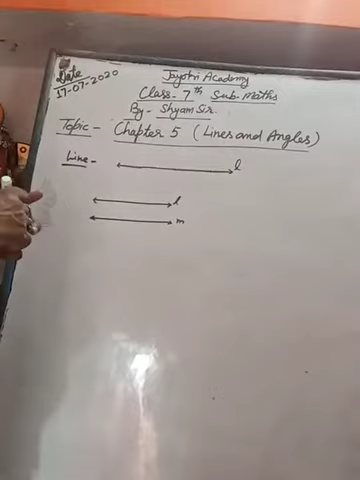 Date
17-07-2020
Jayotri Academy
Class- 7th Sub-Maths
By- Shyam Sir.
Topic - Chapter 5 (Lines and Angles)
Line - l
l
m